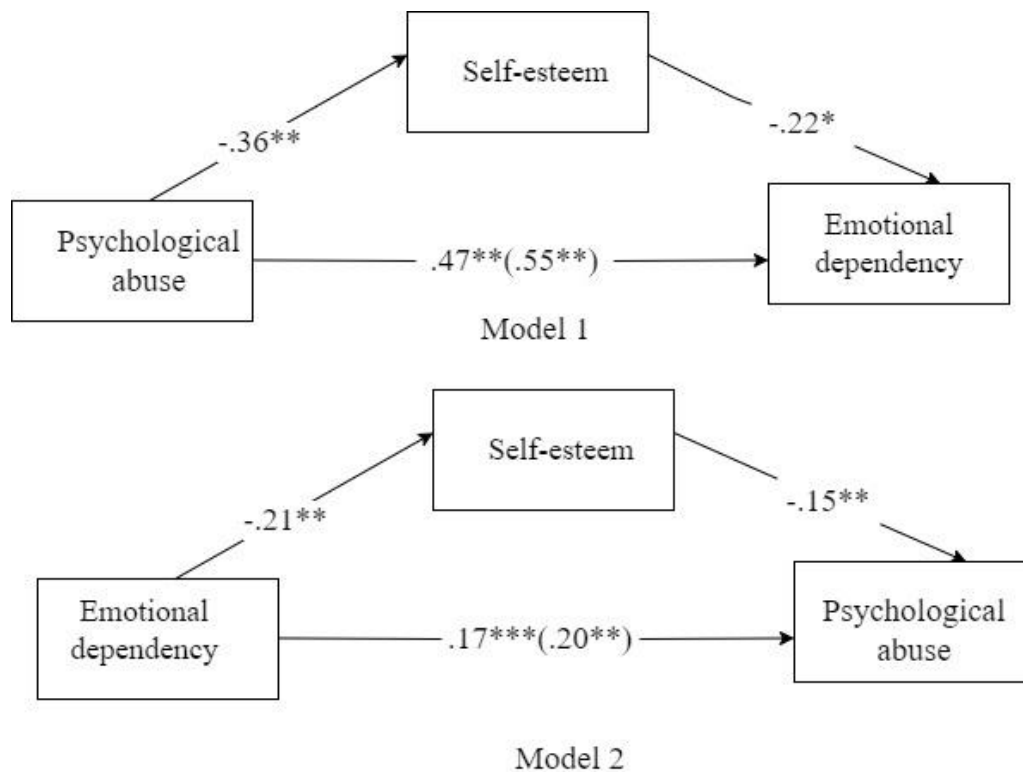 Self-esteem
-.36**
-.22*
Psychological
abuse
.47**(.55**)
Emotional
dependency
Model 1
Self-esteem
-.21**
-.15**
Emotional
dependency
.17***(.20**)
Psychological
abuse
Model 2